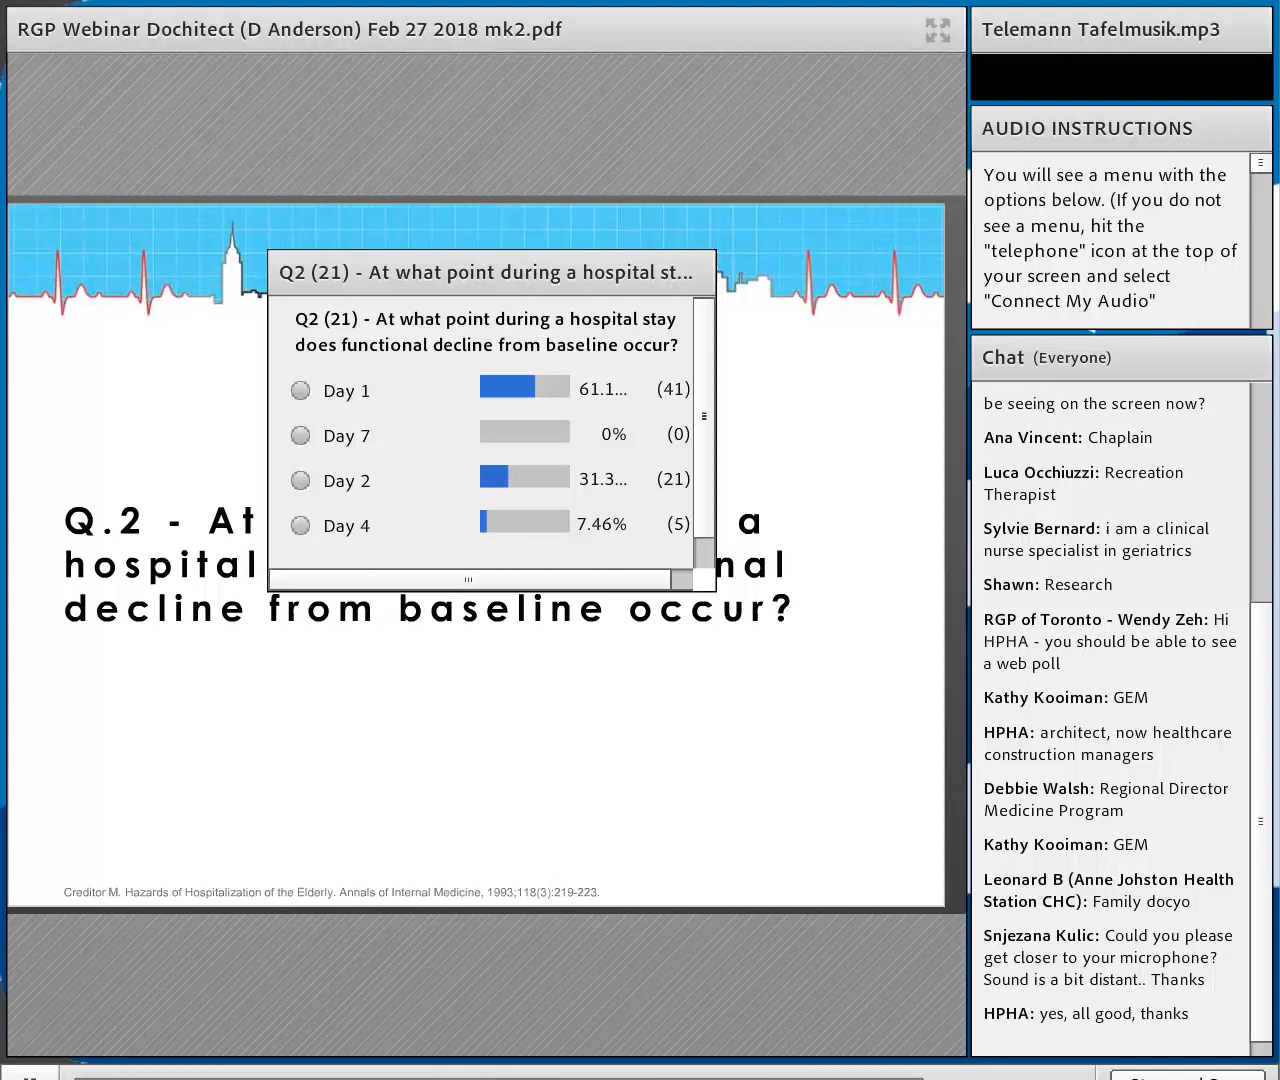 RGP Webinar Dochitect (D Anderson) Feb 27 2018 mk2.pdf
Q2 (21) - At what point during a hospital st...
Q2 (21) - At what point during a hospital stay
does functional decline from baseline occur?
Day 1 61.1... (41)
Day 7 0% (0)
Day 2 31.3... (21)
Day 4 7.46% (5)
Q.2 - At a
hospital nal
decline from baseline occur?
Creditor M. Hazards of Hospitalization of the Elderly. Annals of Internal Medicine, 1993;118(3):219-223.
Telemann Tafelmusik.mp3
AUDIO INSTRUCTIONS
You will see a menu with the
options below. (If you do not
see a menu, hit the
"telephone" icon at the top of
your screen and select
"Connect My Audio"
Chat (Everyone)
be seeing on the screen now?
Ana Vincent: Chaplain
Luca Occhiuzzi: Recreation
Therapist
Sylvie Bernard: i am a clinical
nurse specialist in geriatrics
Shawn: Research
RGP of Toronto - Wendy Zeh: Hi
HPHA - you should be able to see
a web poll
Kathy Kooiman: GEM
HPHA: architect, now healthcare
construction managers
Debbie Walsh: Regional Director
Medicine Program
Kathy Kooiman: GEM
Leonard B (Anne Johston Health
Station CHC): Family docyo
Snjezana Kulic: Could you please
get closer to your microphone?
Sound is a bit distant.. Thanks
HPHA: yes, all good, thanks